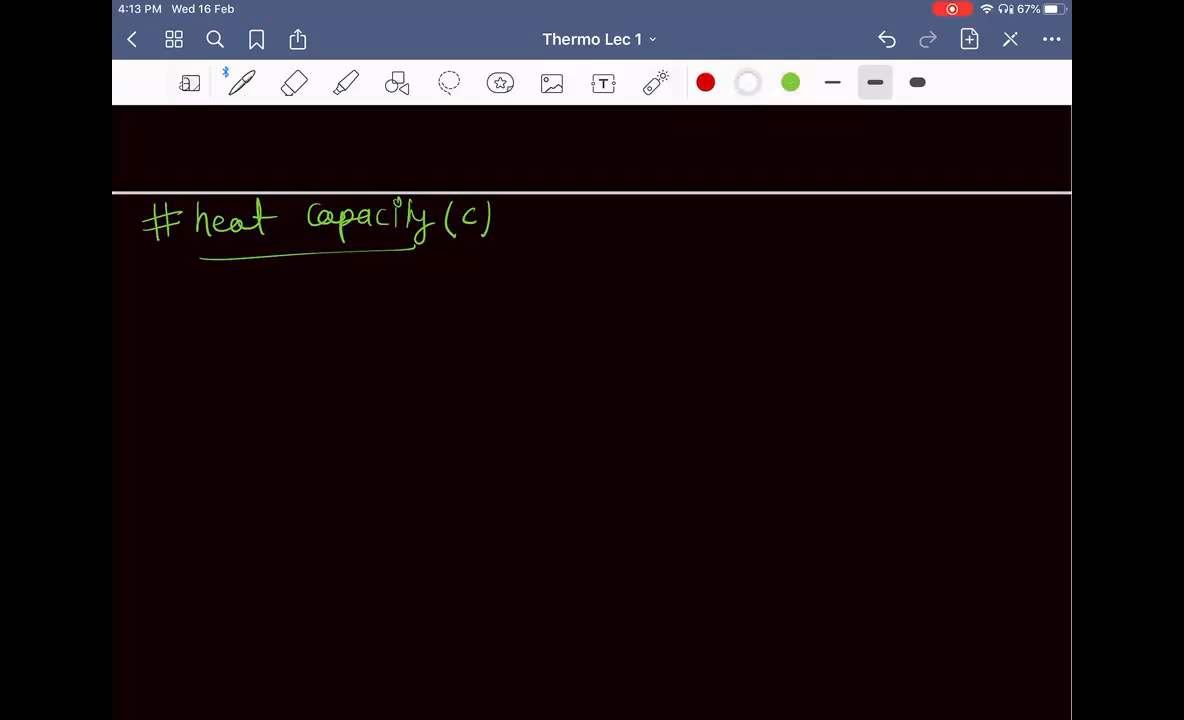 4:13 PM Wed 16 Feb
67%
Thermo Lec 1
T
# heat capacity (c)